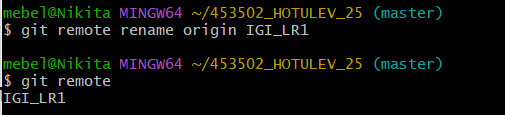 mebel@Nikita MINGW64 ~/453502_HOTULEV_25 (master)
$ git remote rename origin IGI_LR1
mebel@Nikita MINGW64 ~/453502_HOTULEV_25 (master)
$ git remote
IGI_LR1